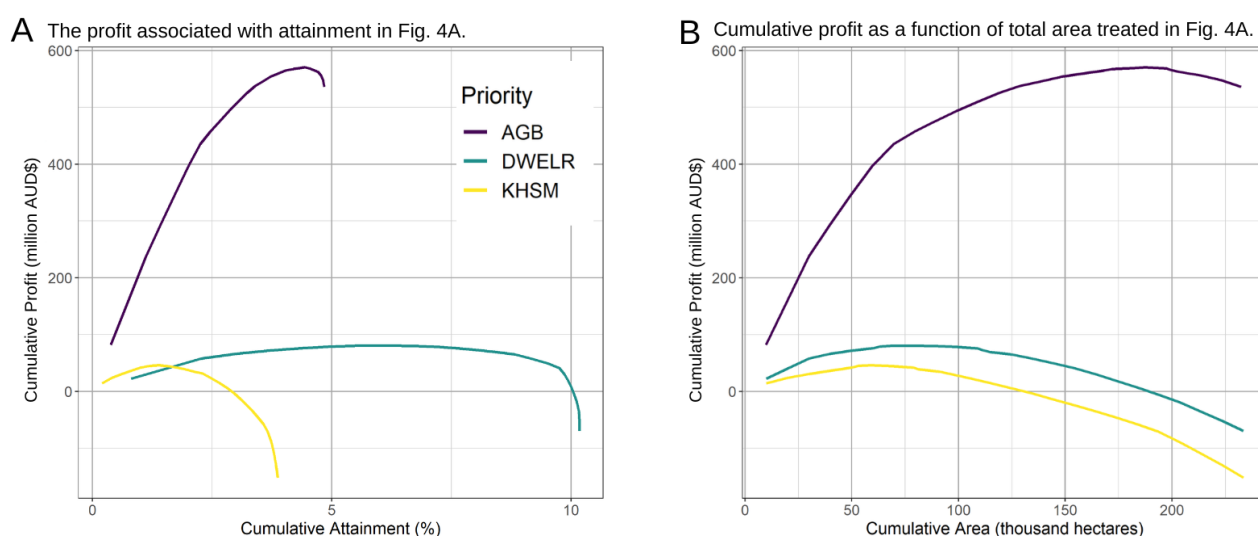 A The profit associated with attainment in Fig. 4A.
600
400
200
0
Cumulative Profit (million AUD$)
Priority
AGB
DWELR
KHSM
0
5
10
Cumulative Attainment (%)
B Cumulative profit as a function of total area treated in Fig. 4A.
600
400
200
0
Cumulative Profit (million AUD$)
0
50
100
150
200
Cumulative Area (thousand hectares)